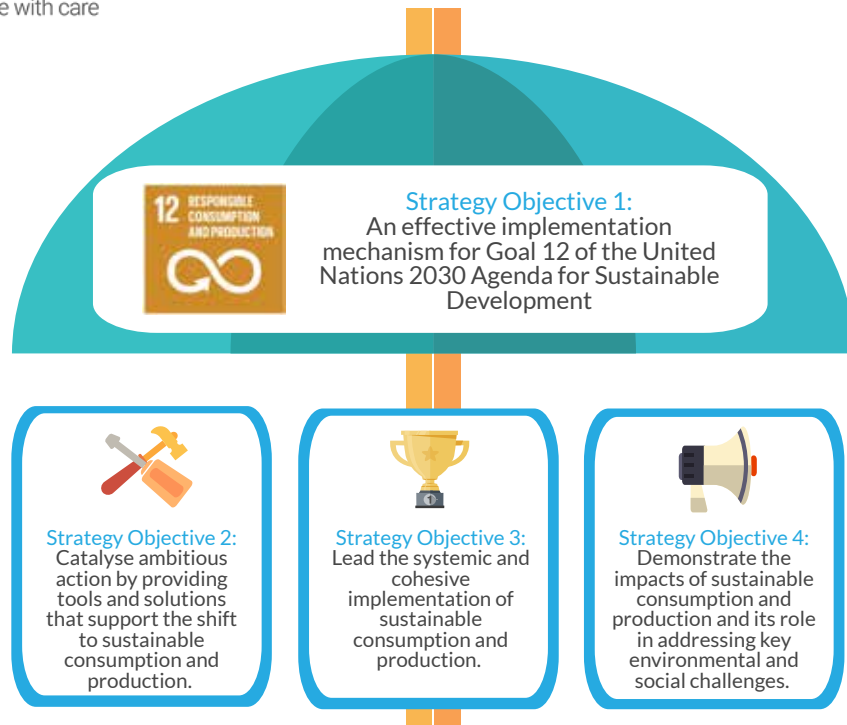 e with care
12 RESPONSIBLE
CONSUMPTION
AND PRODUCTION
Strategy Objective 1:
An effective implementation
mechanism for Goal 12 of the United
Nations 2030 Agenda for Sustainable
Development
Strategy Objective 2:
Catalyse ambitious
action by providing
tools and solutions
that support the shift
to sustainable
consumption and
production.
1
Strategy Objective 3:
Lead the systemic and
cohesive
implementation of
sustainable
consumption and
production.
Strategy Objective 4:
Demonstrate the
impacts of sustainable
consumption and
production and its role
in addressing key
environmental and
social challenges.